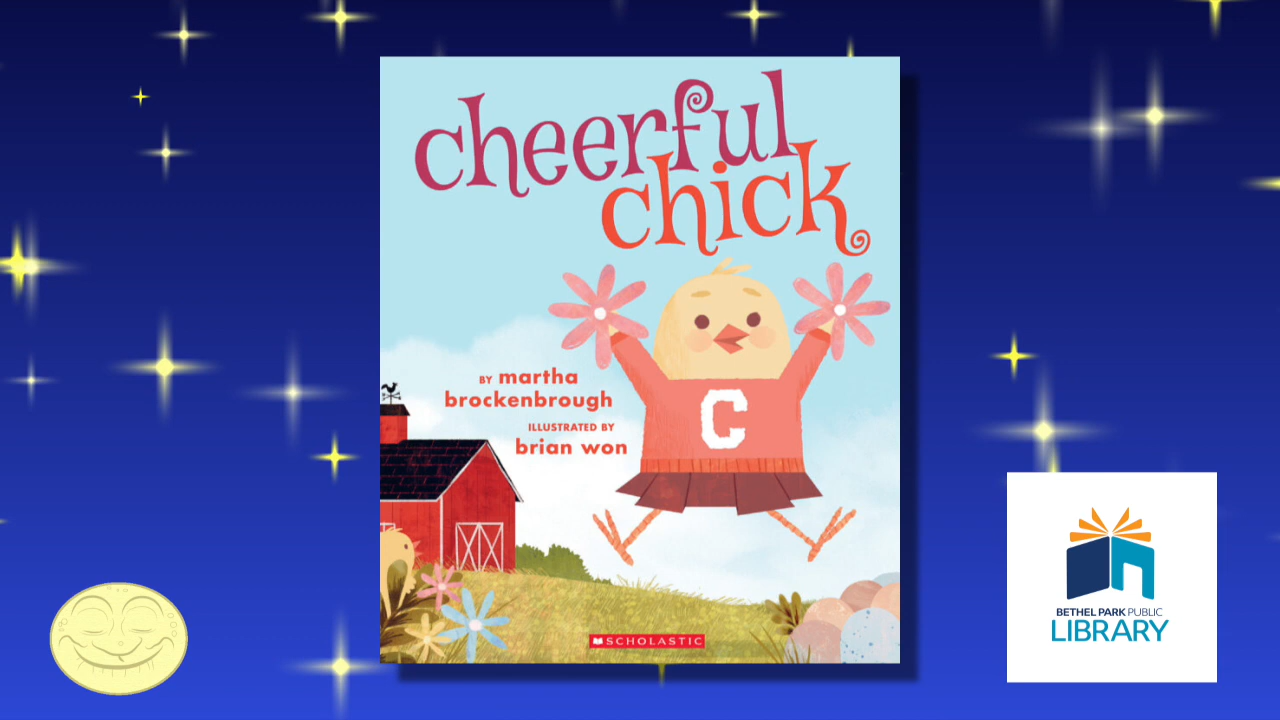 cheerful
chick
BY martha
brockenbrough
ILLUSTRATED BY
brian won
C
SCHOLASTIC
BETHEL PARK PUBLIC
LIBRARY